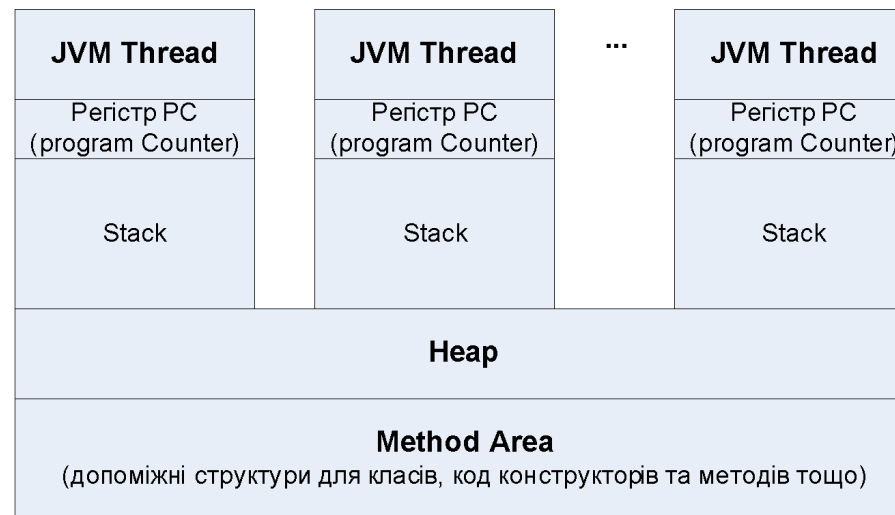 JVM Thread
JVM Thread
...
JVM Thread
Регістр PC
(program Counter)
Регістр PC
(program Counter)
Регістр PC
(program Counter)
Stack
Stack
Stack
Heap
Method Area
(допоміжні структури для класів, код конструкторів та методів тощо)